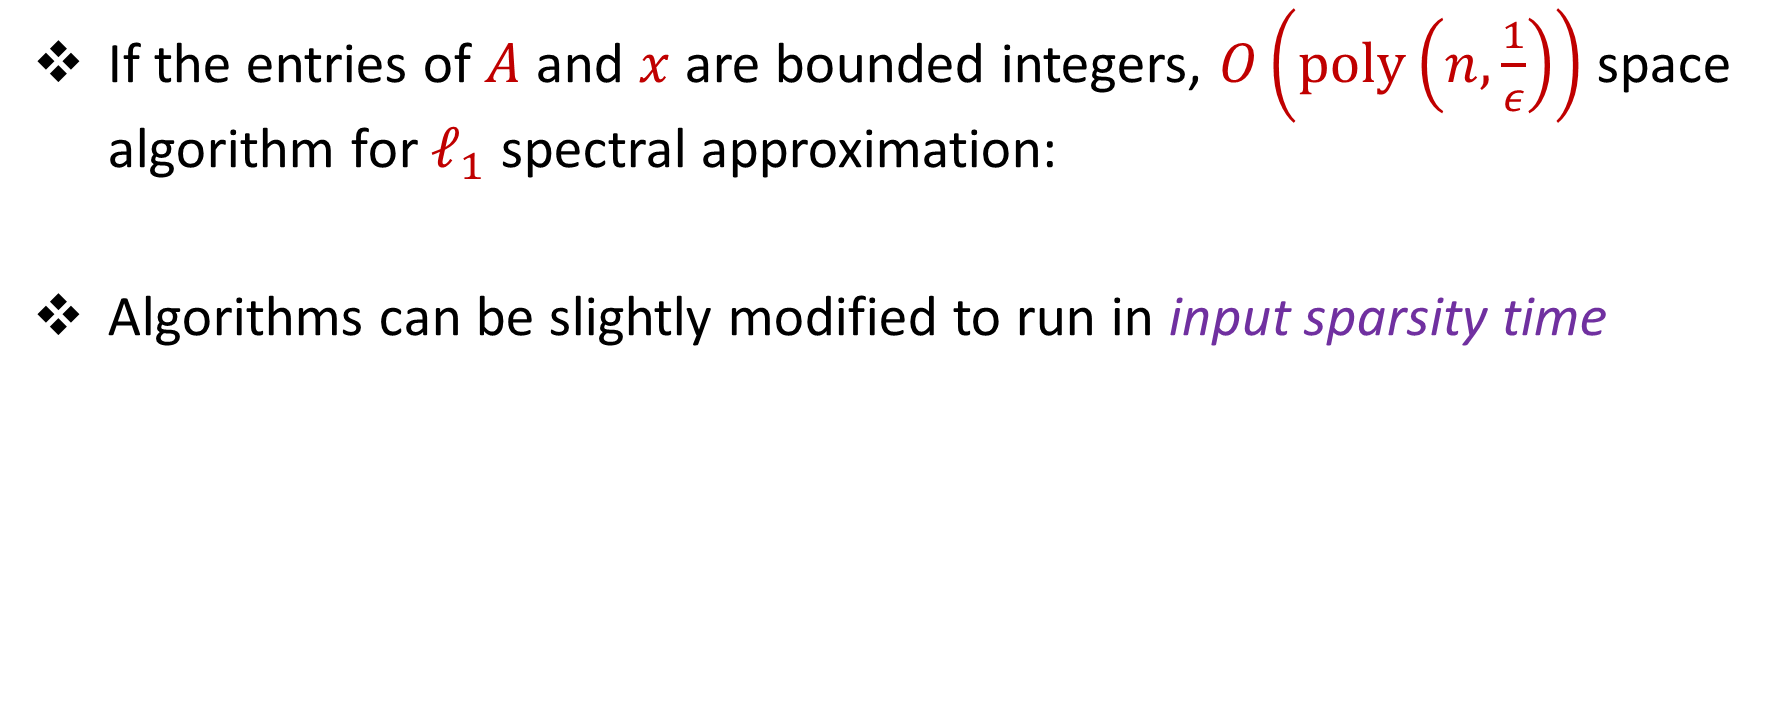 ❖ If the entries of A and x are bounded integers, O(poly(n, 1/ϵ)) space
algorithm for ℓ₁ spectral approximation:
❖ Algorithms can be slightly modified to run in input sparsity time